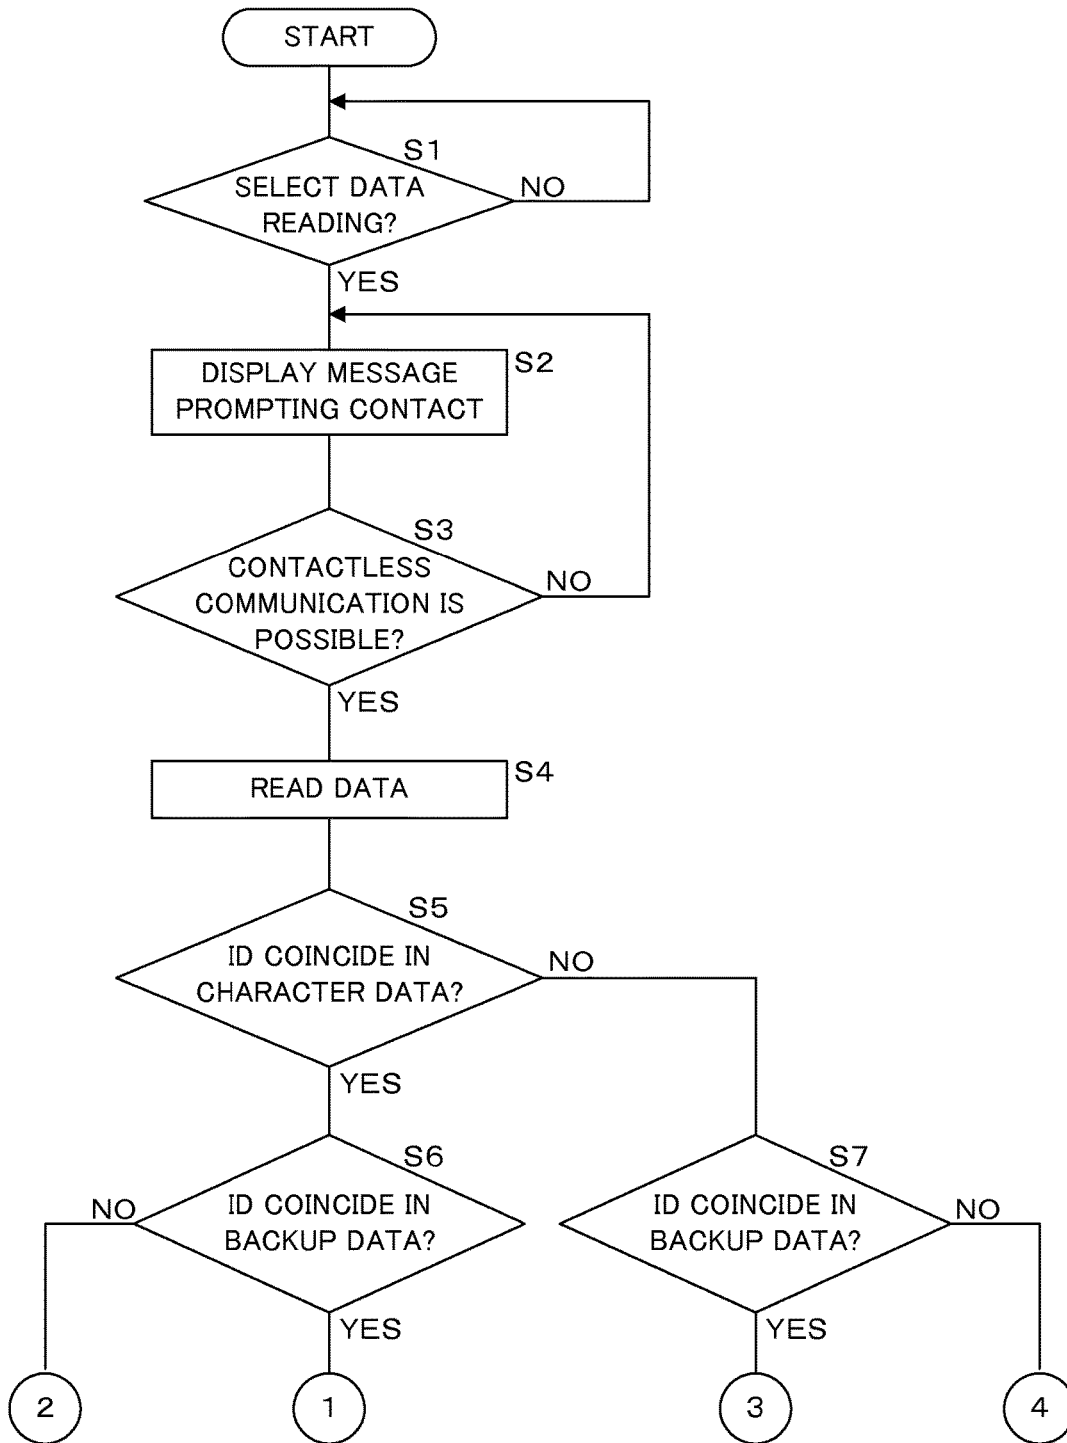 START
S1
SELECT DATA
READING?
NO
YES
DISPLAY MESSAGE
PROMPTING CONTACT
S2
S3
CONTACTLESS
COMMUNICATION IS
POSSIBLE?
NO
YES
READ DATA
S4
S5
ID COINCIDE IN
CHARACTER DATA?
NO
YES
S6
ID COINCIDE IN
BACKUP DATA?
NO
YES
S7
ID COINCIDE IN
BACKUP DATA?
NO
YES
2
1
3
4